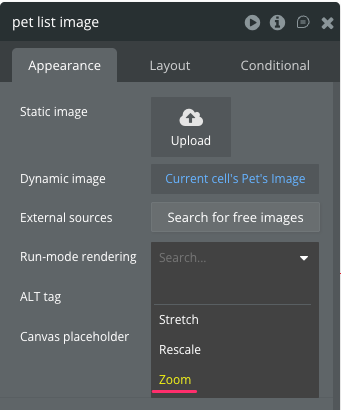 pet list image
Appearance Layout Conditional
Static image
Upload
Dynamic image Current cell's Pet's Image
External sources Search for free images
Run-mode rendering Search...
ALT tag
Stretch
Canvas placeholder
Rescale
Zoom